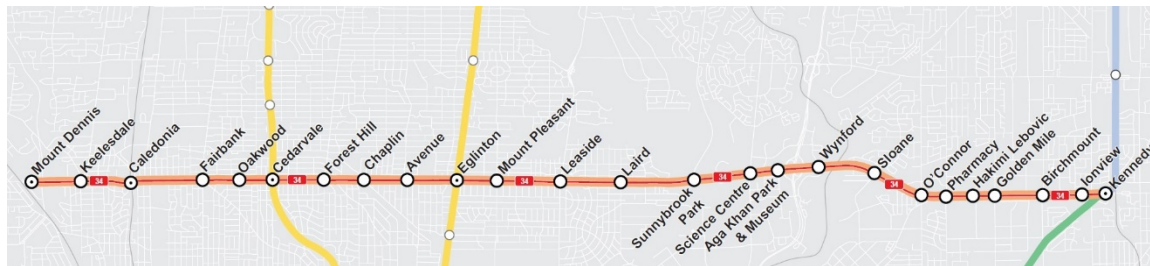 Mount Dennis
Keelesdale
34
Caledonia
Fairbank
Oakwood
Cedarvale
34
Forest Hill
Chaplin
Avenue
Eglinton
Mount Pleasant
34
Leaside
Laird
Sunnybrook
Park
34
Science Centre
Aga Khan Park
& Museum
Wynford
Sloane
34
O'Connor
Pharmacy
Hakimi Lebovic
Golden Mile
Birchmount
34
Ionview
Kennedy